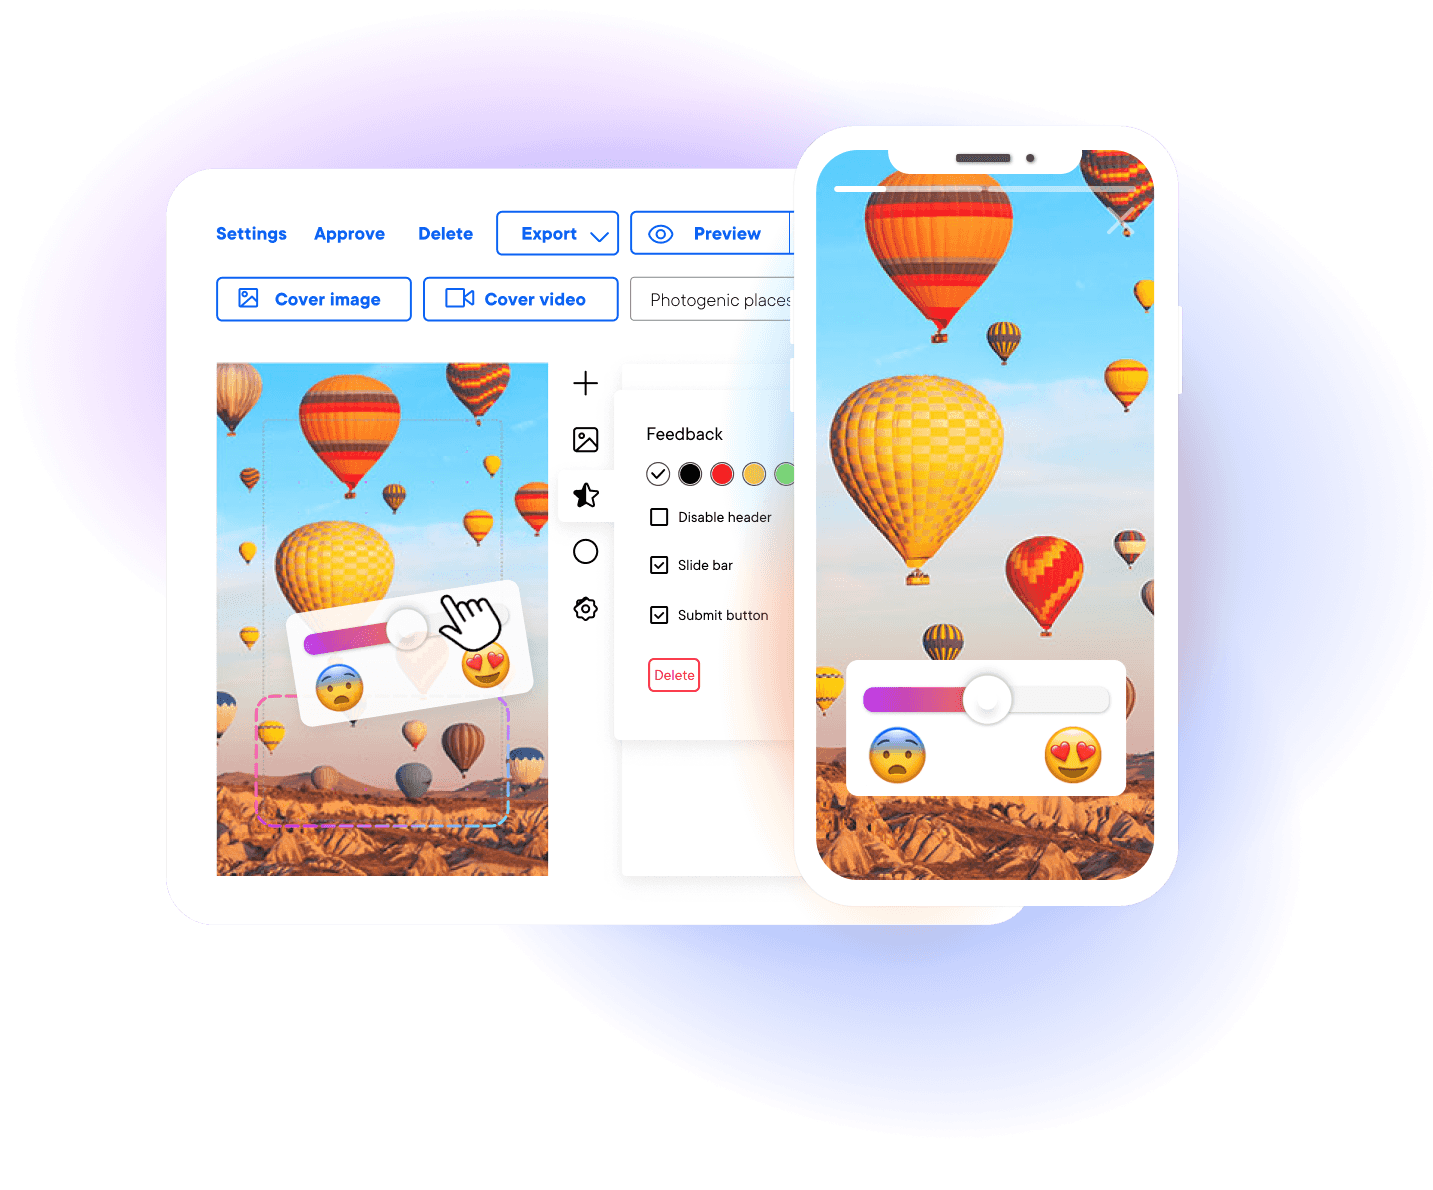 Settings
Approve
Delete
Export
Preview
Cover image
Cover video
Photogenic places
Feedback
Disable header
Slide bar
Submit button
Delete